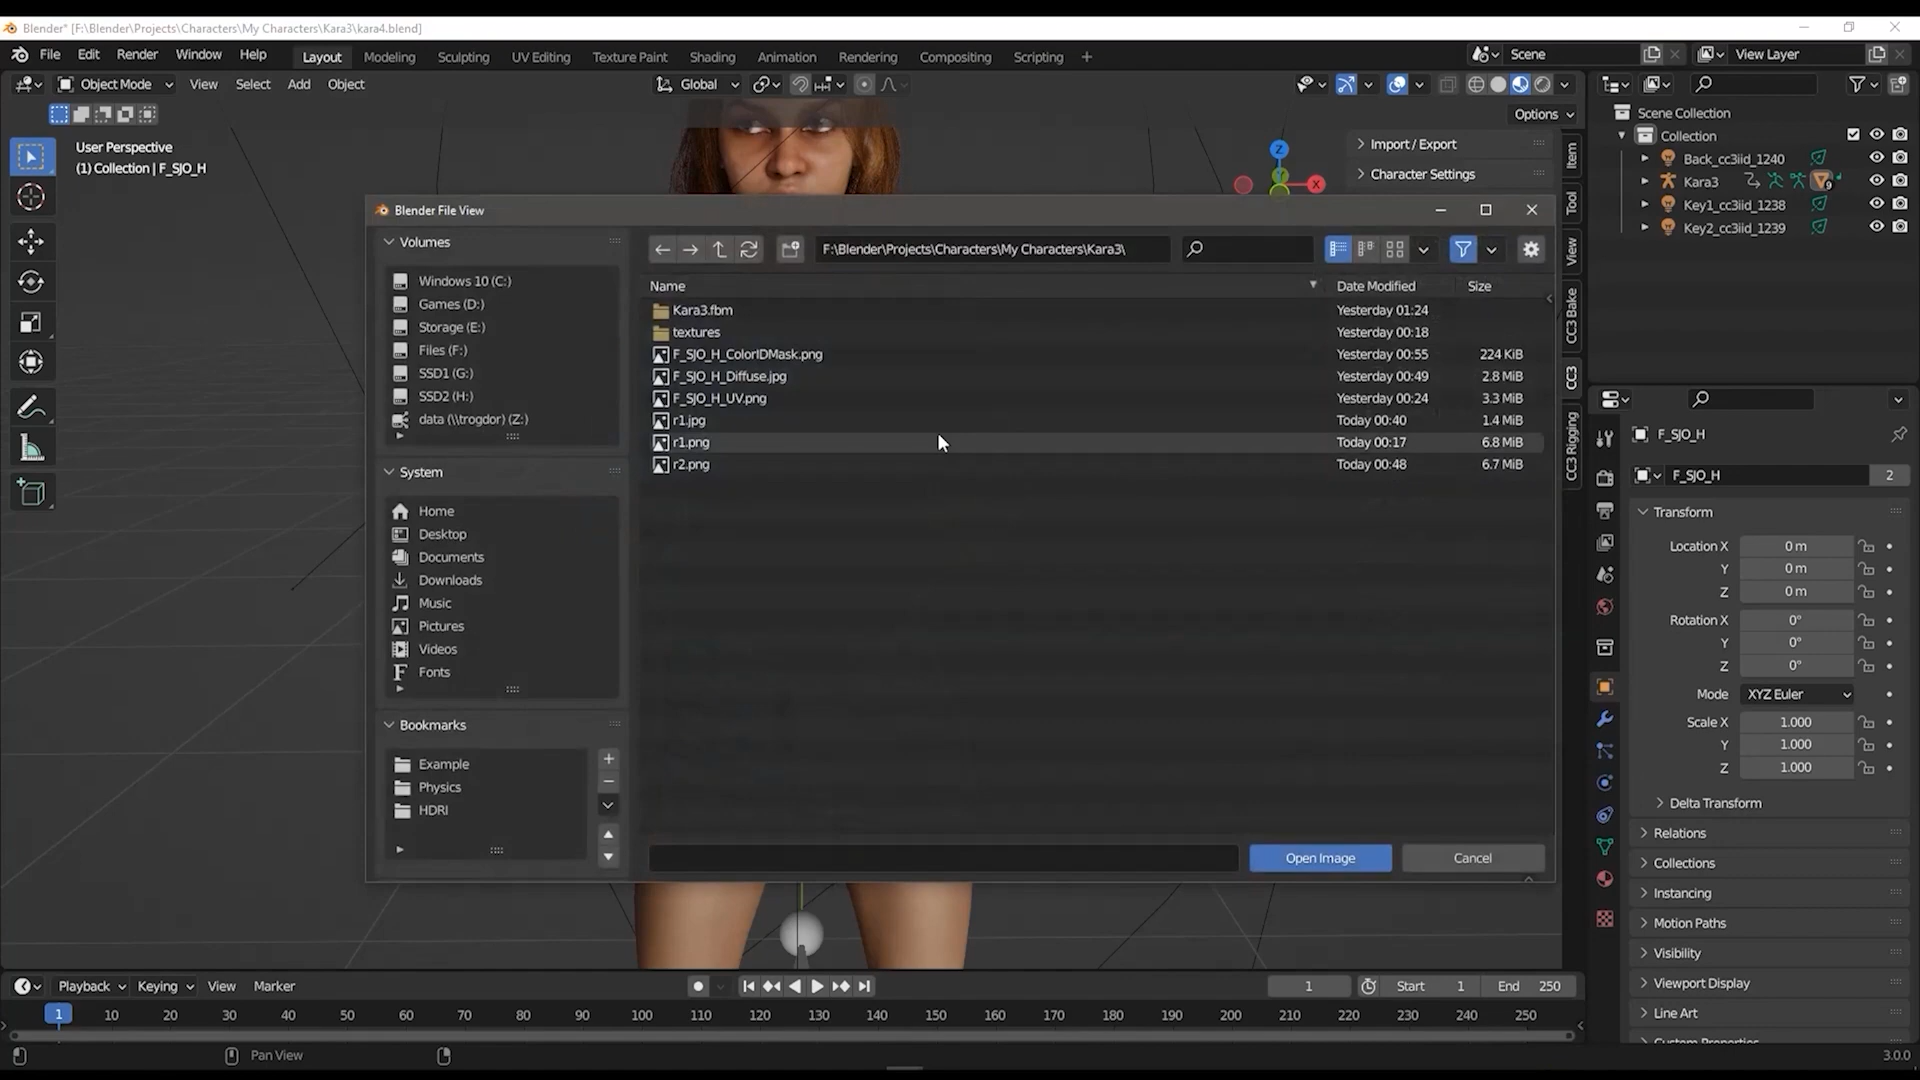 Blender* [F:\Blender\Projects\Characters\My Characters\Kara3\kara4.blend]
File Edit Render Window Help Layout Modeling Sculpting UV Editing Texture Paint Shading Animation Rendering Compositing Scripting + Scene View Layer
Object Mode View Select Add Object Global
Options
User Perspective
(1) Collection | F_SJO_H
Z
X
Import / Export
Character Settings
Item
Tool
View
CC3 Bake
CC3
CC3 Rigging
Scene Collection
Collection
Back_cc3iid_1240
Kara3
9
Key1_cc3iid_1238
Key2_cc3iid_1239
Blender File View
Volumes
Windows 10 (C:)
Games (D:)
Storage (E:)
Files (F:)
SSD1 (G:)
SSD2 (H:)
data (\\trogdor) (Z:)
System
Home
Desktop
Documents
Downloads
Music
Pictures
Videos
Fonts
Bookmarks
Example
Physics
HDRI
F:\Blender\Projects\Characters\My Characters\Kara3\
Name Date Modified Size
Kara3.fbm Yesterday 01:24
textures Yesterday 00:18
F_SJO_H_ColorIDMask.png Yesterday 00:55 224 KiB
F_SJO_H_Diffuse.jpg Yesterday 00:49 2.8 MiB
F_SJO_H_UV.png Yesterday 00:24 3.3 MiB
r1.jpg Today 00:40 1.4 MiB
r1.png Today 00:17 6.8 MiB
r2.png Today 00:48 6.7 MiB
Open Image Cancel
F_SJO_H
F_SJO_H 2
Transform
Location X 0 m
Y 0 m
Z 0 m
Rotation X 0°
Y 0°
Z 0°
Mode XYZ Euler
Scale X 1.000
Y 1.000
Z 1.000
Delta Transform
Relations
Collections
Instancing
Motion Paths
Visibility
Viewport Display
Line Art
Custom Properties
Playback Keying View Marker 1 Start 1 End 250
1 10 20 30 40 50 60 70 80 90 100 110 120 130 140 150 160 170 180 190 200 210 220 230 240 250
Pan View
3.0.0